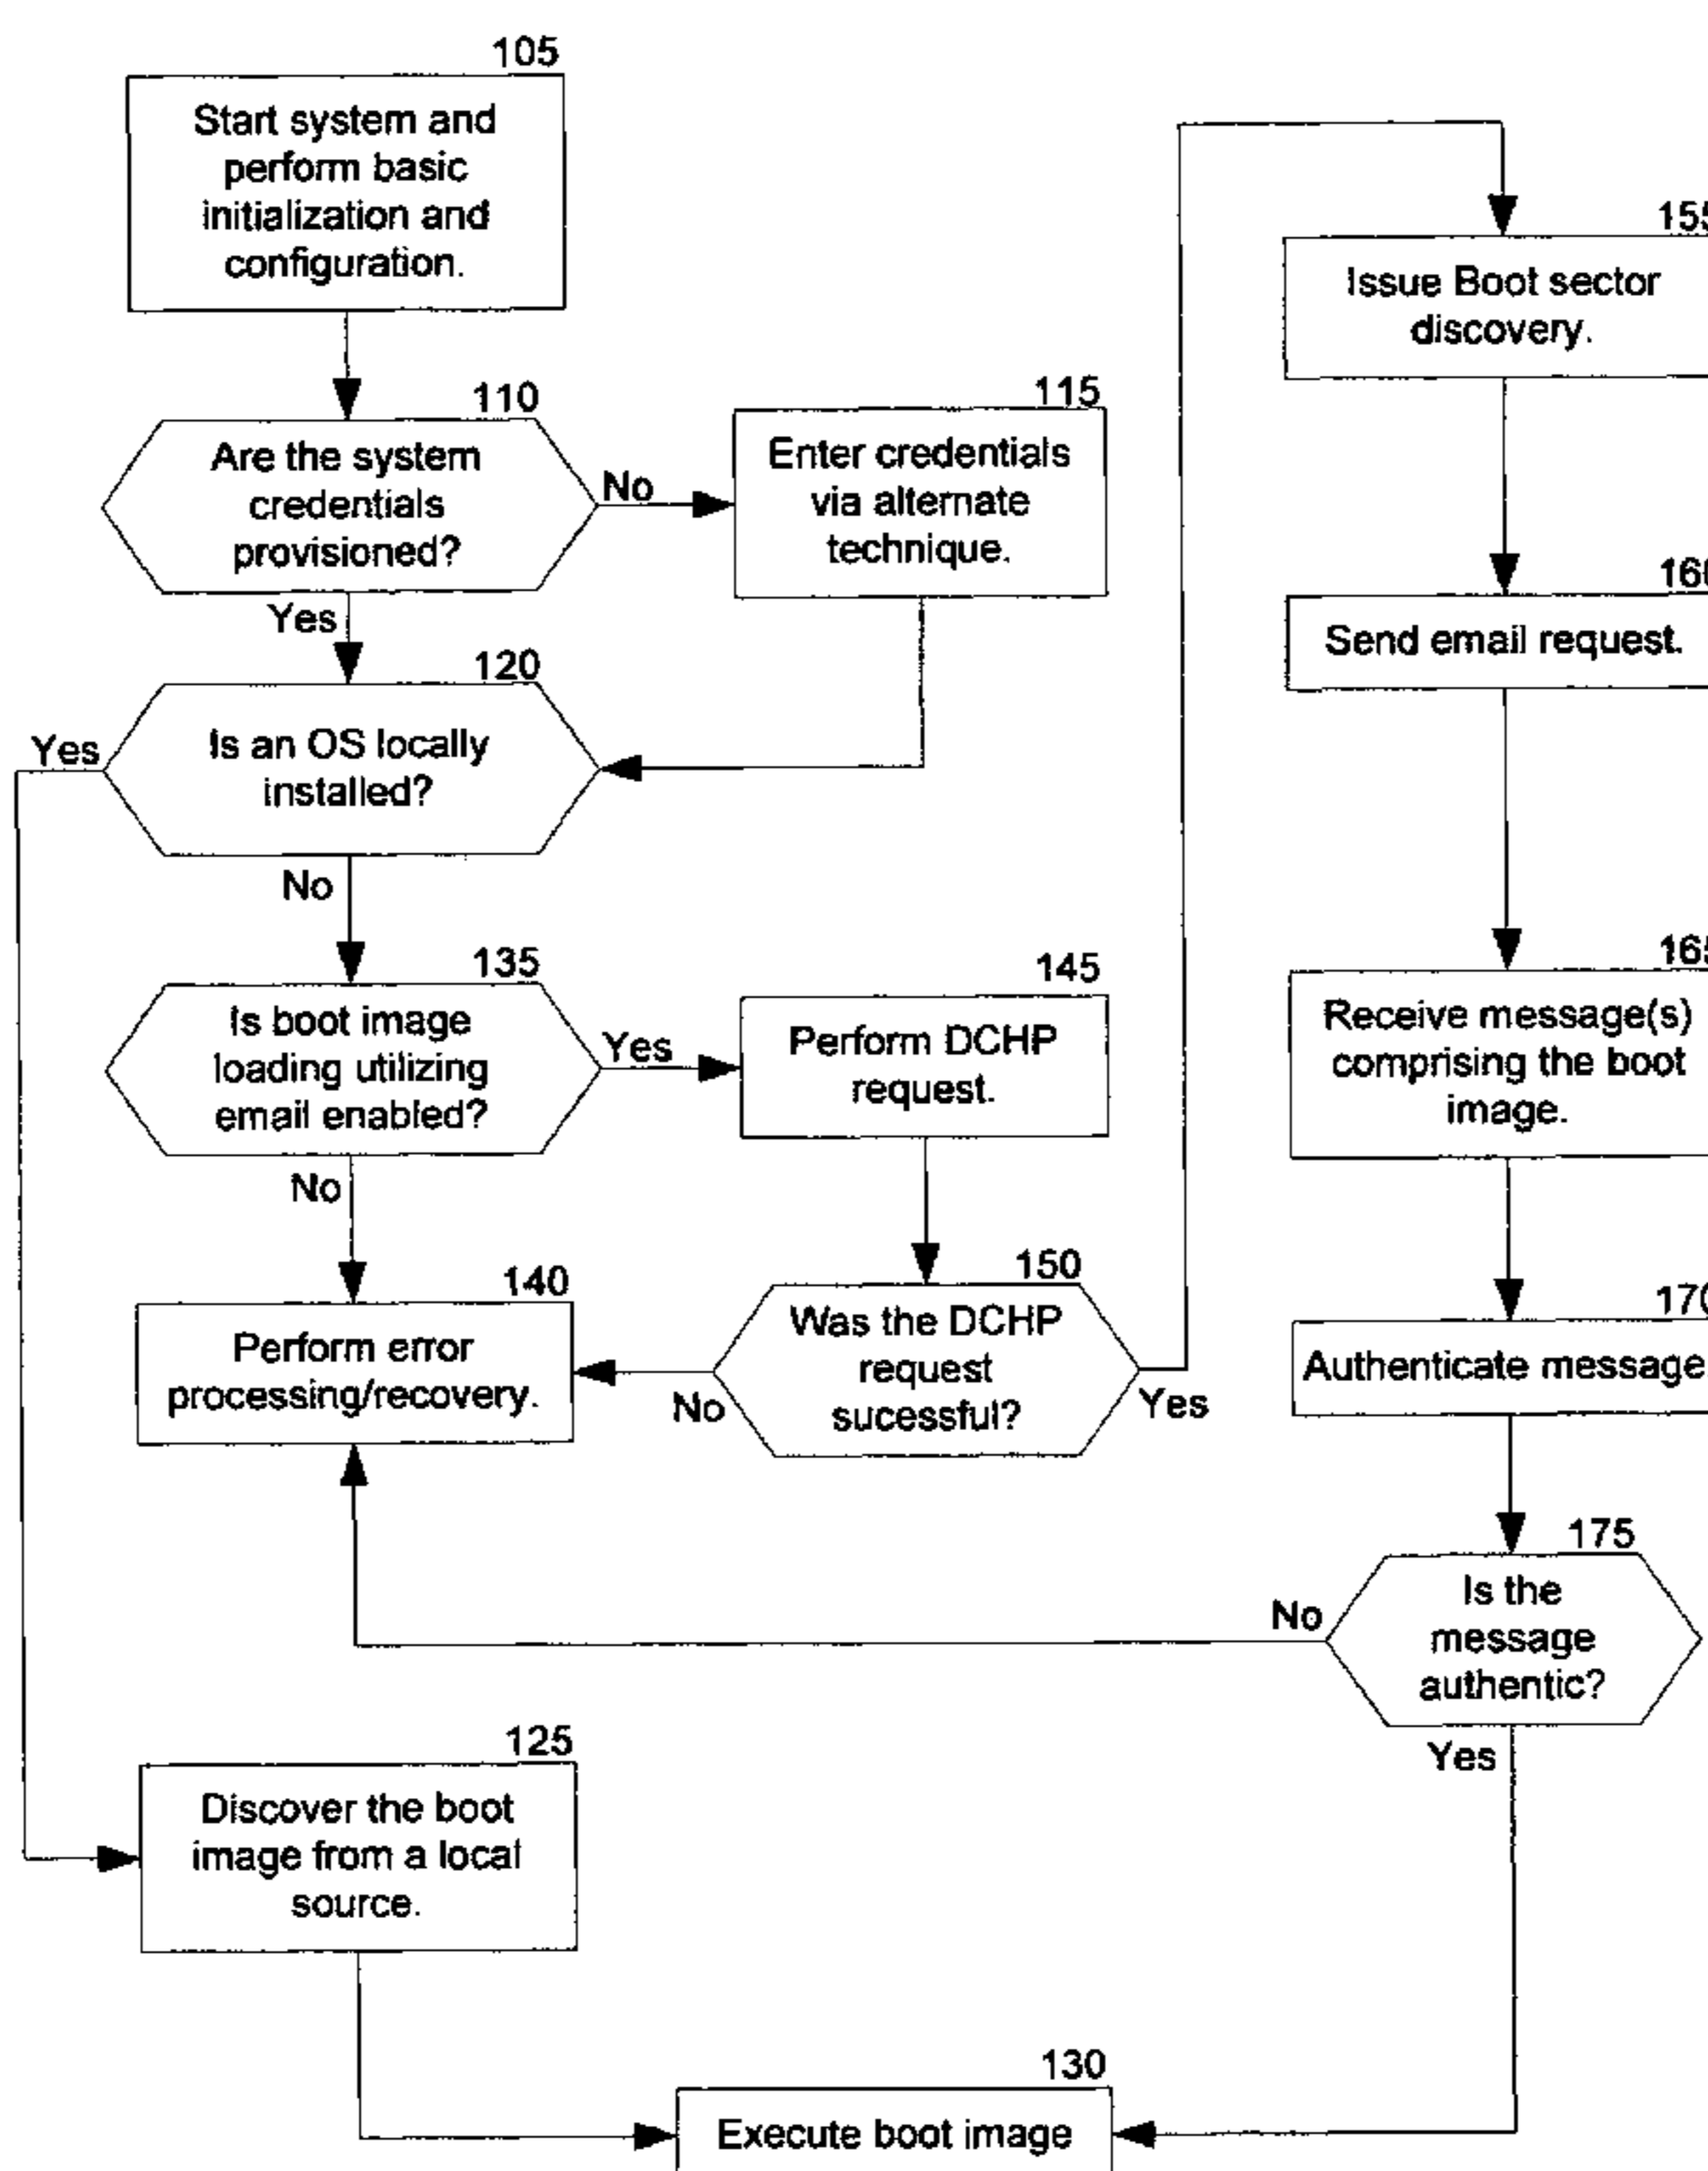 105
Start system and
perform basic
initialization and
configuration.
110
Are the system
credentials
provisioned?
No
Yes
115
Enter credentials
via alternate
technique.
120
Is an OS locally
installed?
Yes
No
135
Is boot image
loading utilizing
email enabled?
Yes
No
145
Perform DCHP
request.
140
Perform error
processing/recovery.
150
Was the DCHP
request
sucessful?
No
Yes
155
Issue Boot sector
discovery.
160
Send email request.
165
Receive message(s)
comprising the boot
image.
170
Authenticate message
175
Is the
message
authentic?
No
Yes
125
Discover the boot
image from a local
source.
130
Execute boot image